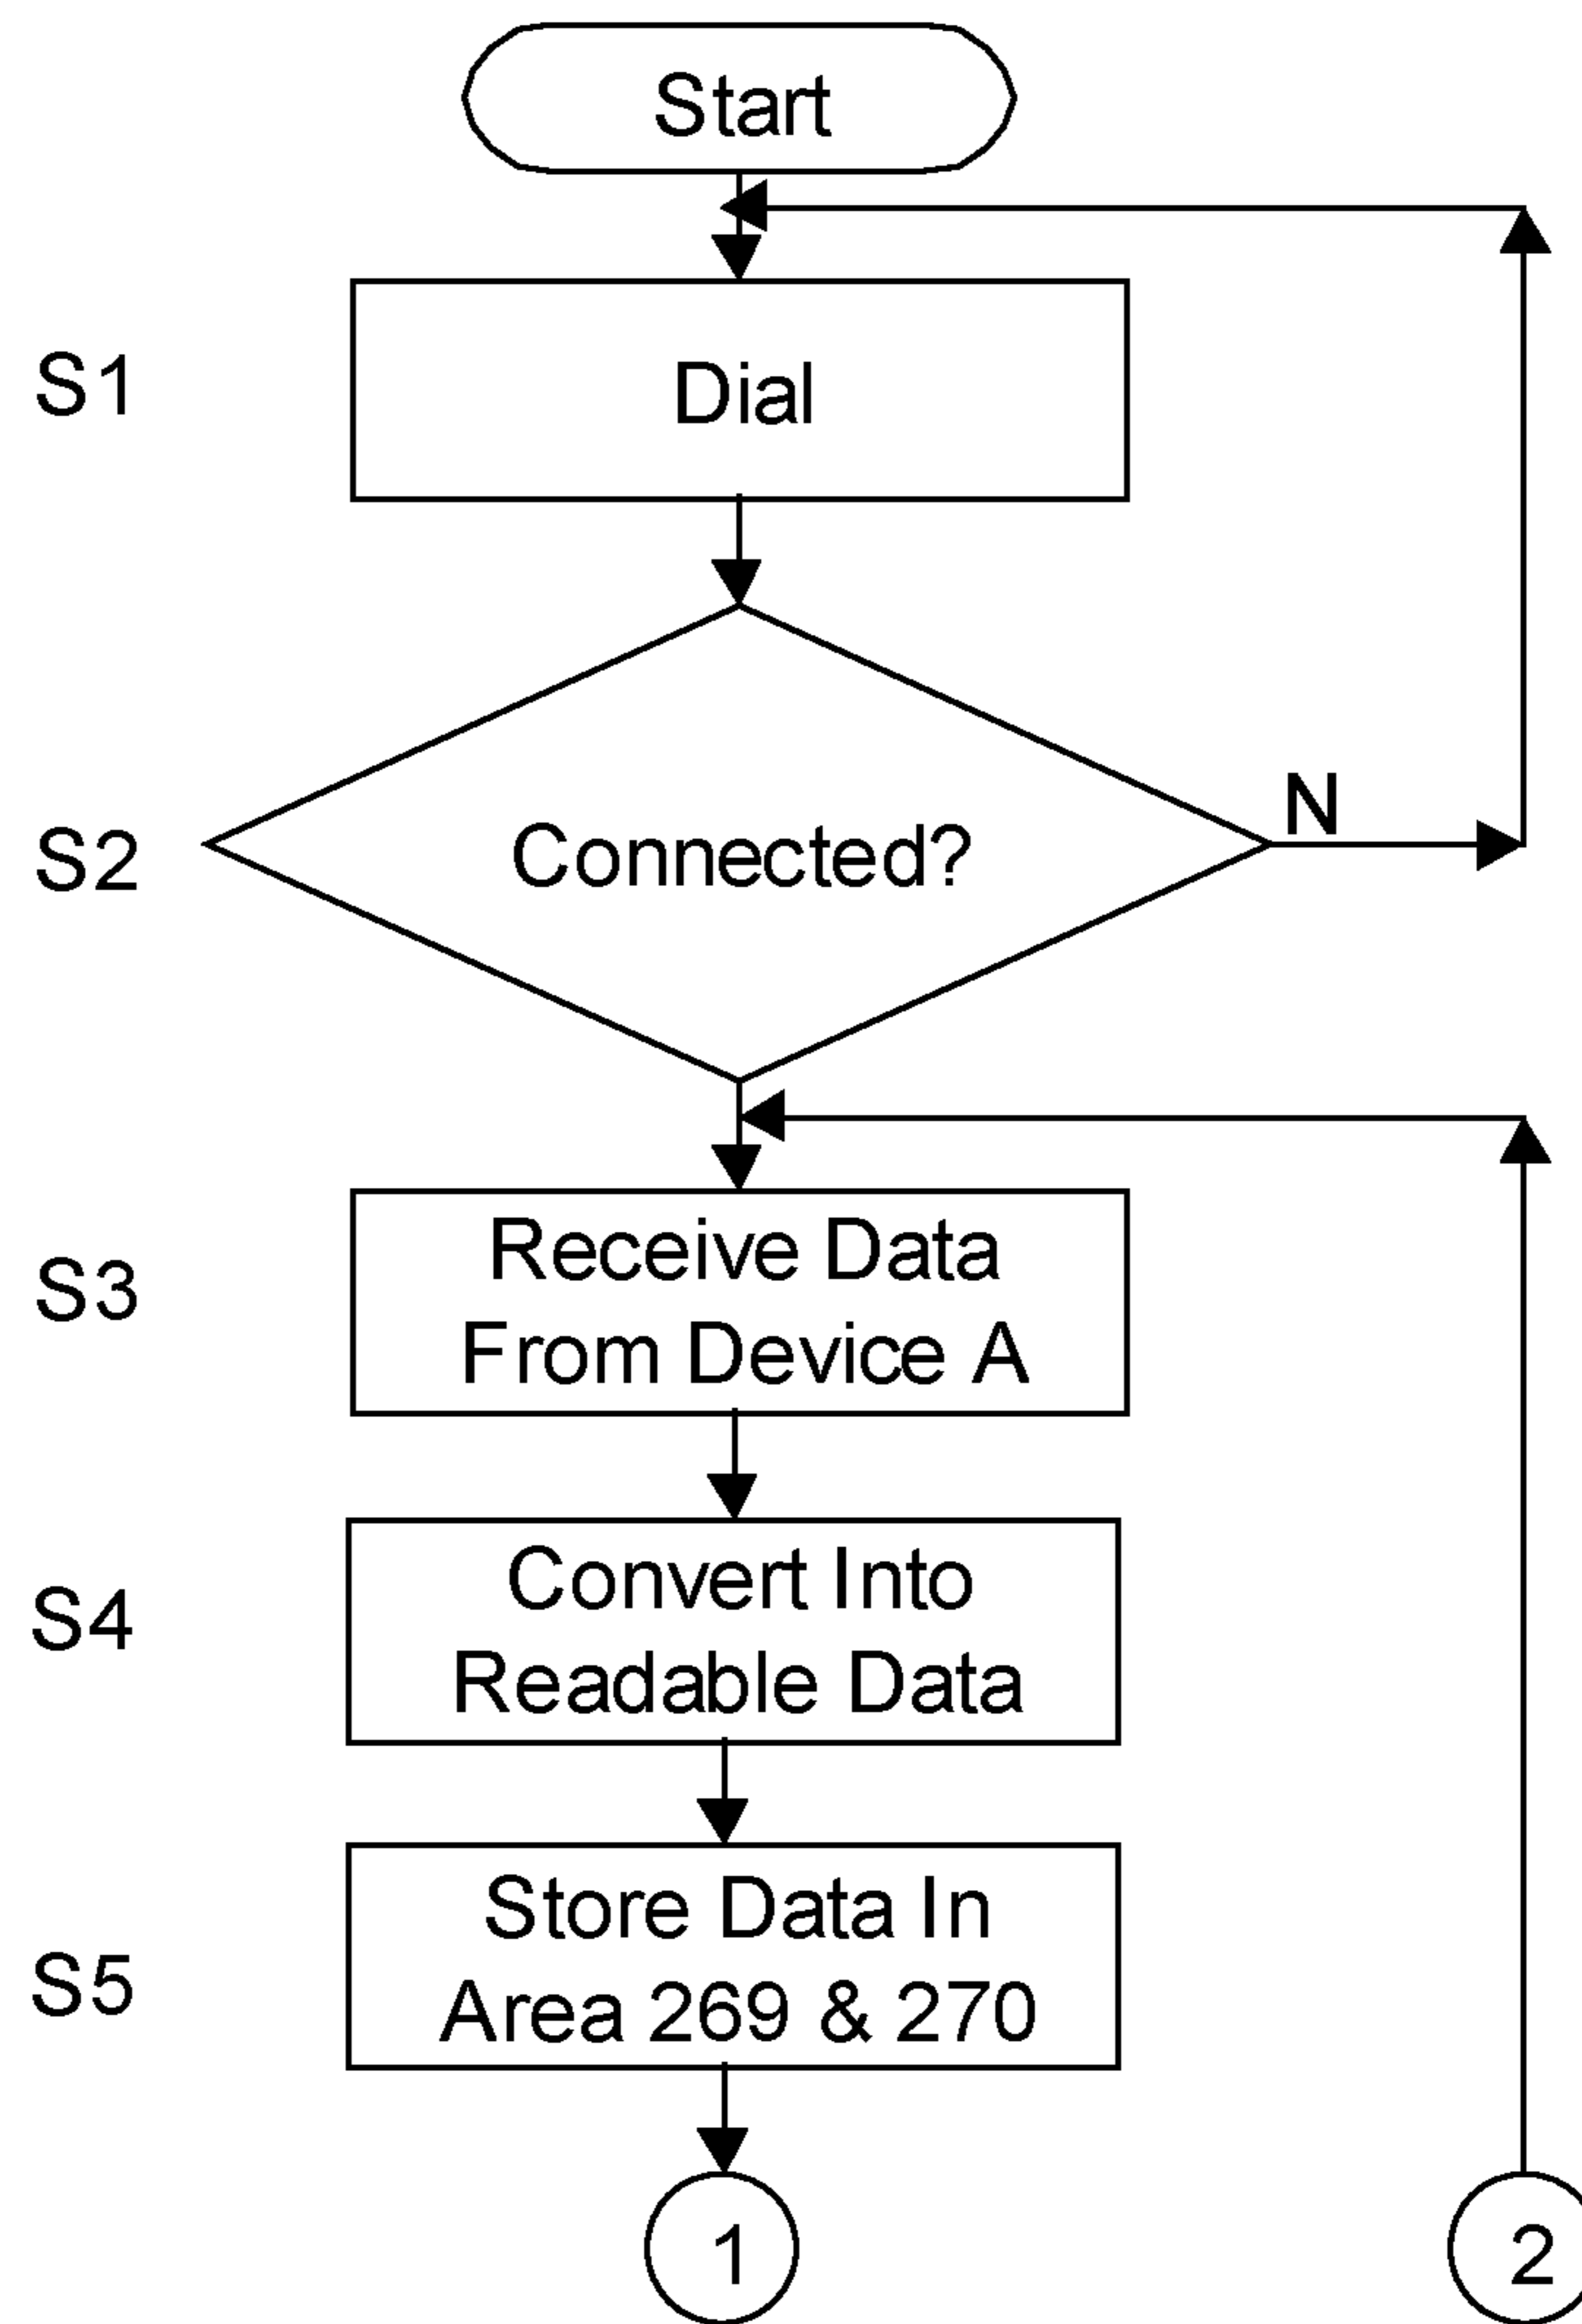 Start
S1
Dial
S2
Connected?
N
S3
Receive Data
From Device A
S4
Convert Into
Readable Data
S5
Store Data In
Area 269 & 270
1
2